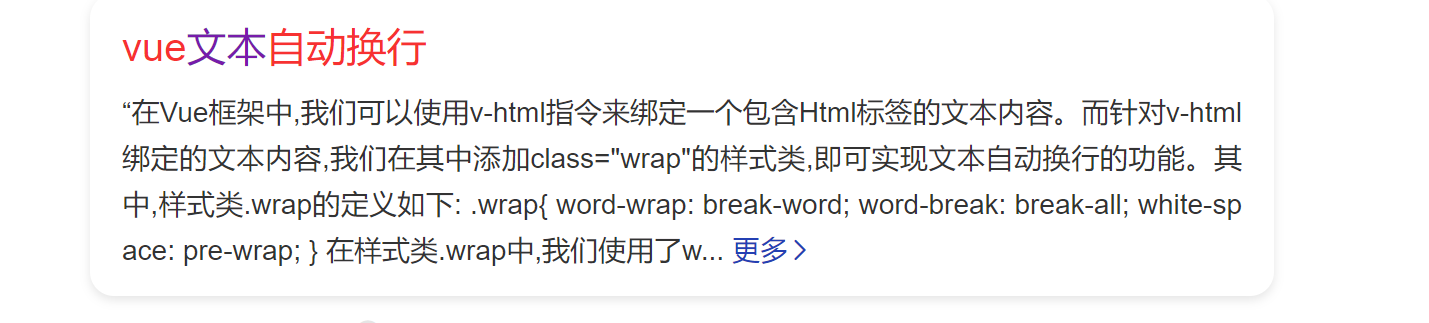 vue文本自动换行
“在Vue框架中,我们可以使用v-html指令来绑定一个包含Html标签的文本内容。而针对v-html
绑定的文本内容,我们在其中添加class="wrap"的样式类,即可实现文本自动换行的功能。其
中,样式类.wrap的定义如下: .wrap{ word-wrap: break-word; word-break: break-all; white-sp
ace: pre-wrap; } 在样式类.wrap中,我们使用了w... 更多>